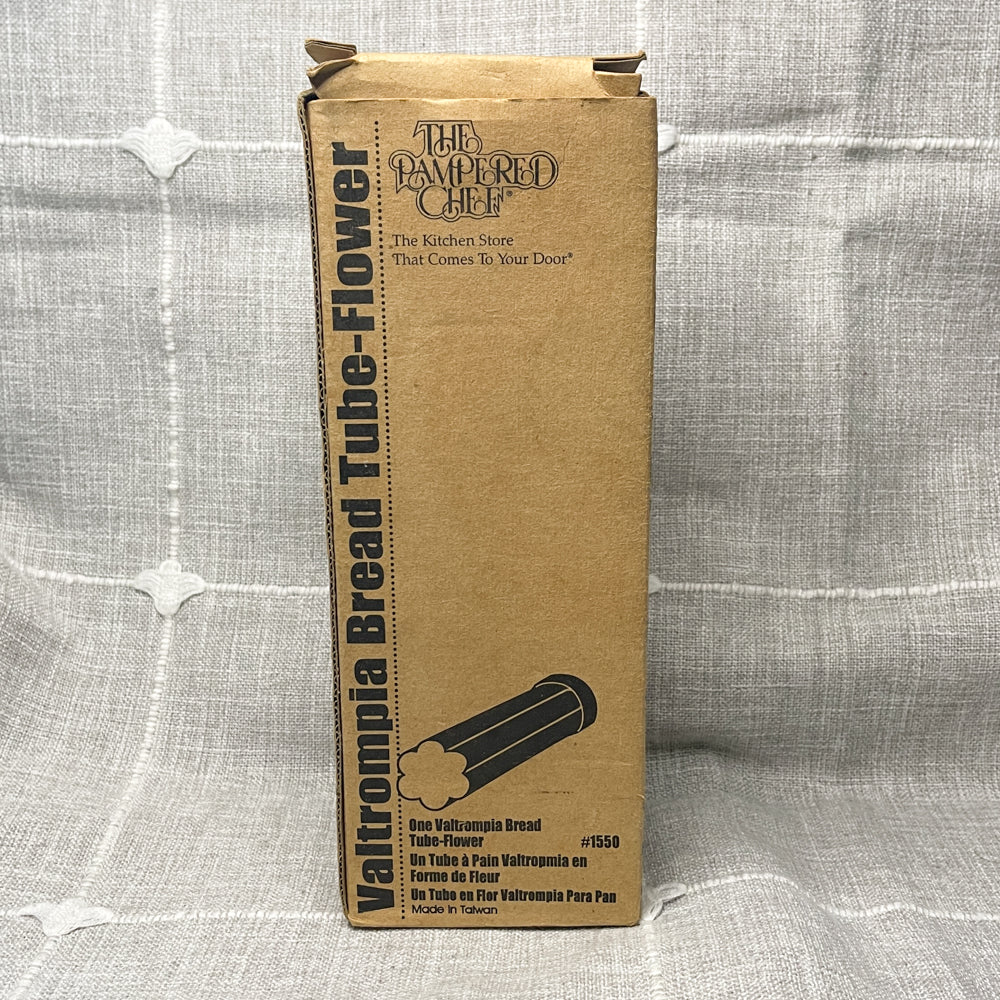 THE
PAMPERED
CHEF®
The Kitchen Store
That Comes To Your Door®
Valtrompia Bread Tube-Flower
One Valtrompia Bread
Tube-Flower #1550
Un Tube à Pain Valtropmia en
Forme de Fleur
Un Tubo en Flor Valtrompia Para Pan
Made in Taiwan